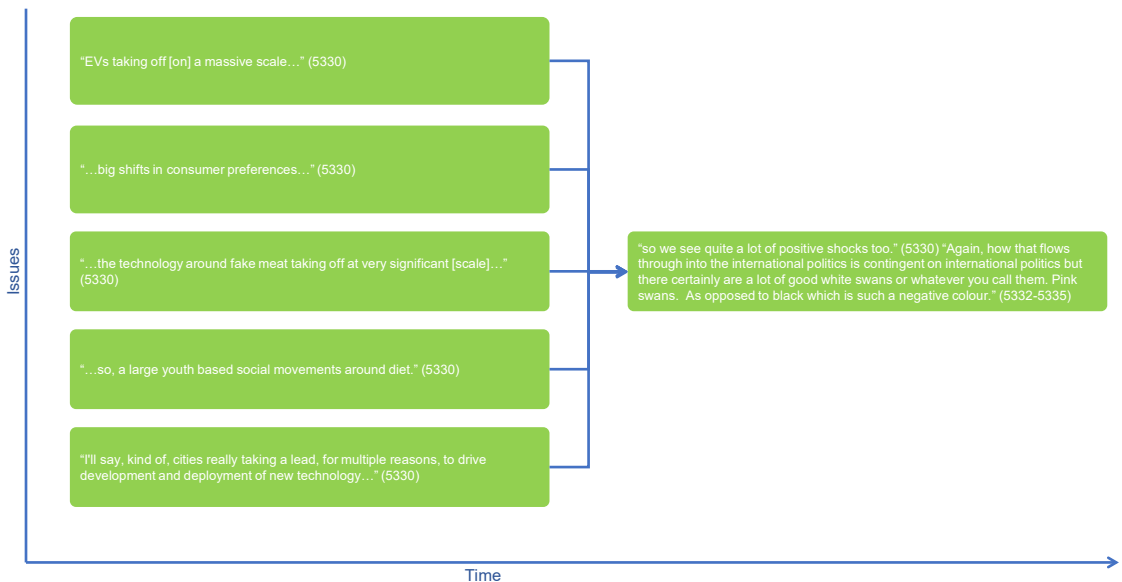 “EVs taking off [on] a massive scale…” (5330)
“…big shifts in consumer preferences…” (5330)
“…the technology around fake meat taking off at very significant [scale]…”
(5330)
“…so, a large youth based social movements around diet.” (5330)
“I'll say, kind of, cities really taking a lead, for multiple reasons, to drive
development and deployment of new technology…” (5330)
“so we see quite a lot of positive shocks too.” (5330) “Again, how that flows
through into the international politics is contingent on international politics but
there certainly are a lot of good white swans or whatever you call them. Pink
swans.  As opposed to black which is such a negative colour.” (5332-5335)
Issues
Time